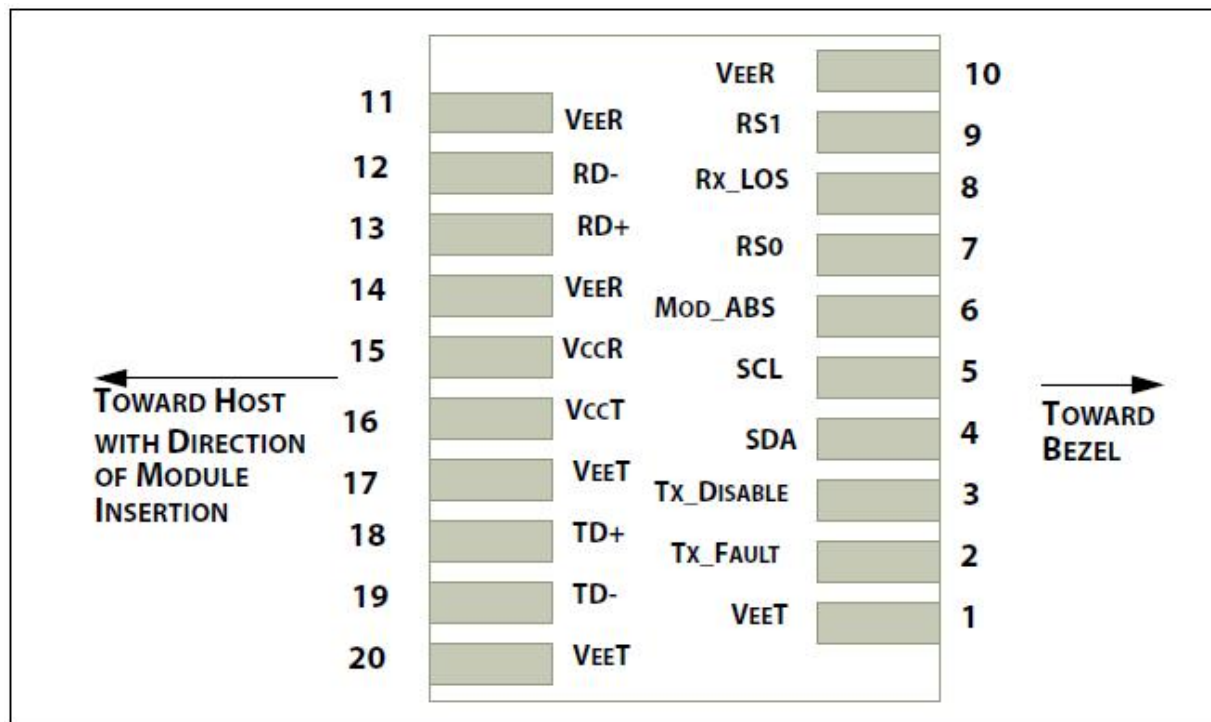 VEER 10
11 VEER
RS1 9
12 RD-
RX_LOS 8
13 RD+
RS0 7
14 VEER
MOD_ABS 6
15 VCCR
SCL 5
TOWARD HOST
WITH DIRECTION
OF MODULE
INSERTION
TOWARD
BEZEL
16 VCCT
SDA 4
17 VEET
TX_DISABLE 3
18 TD+
TX_FAULT 2
19 TD-
VEET 1
20 VEET